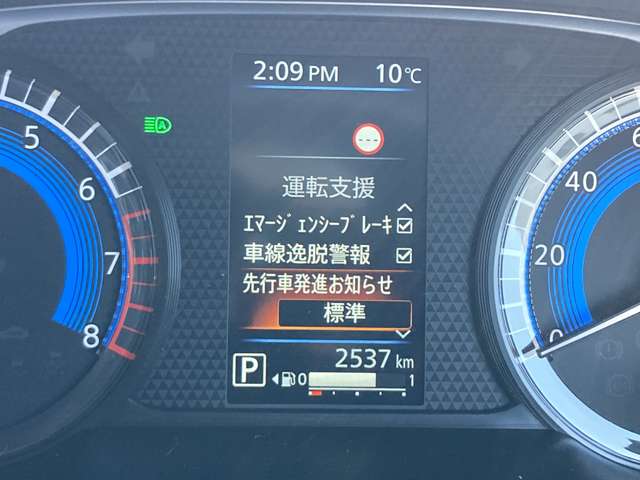 2:09 PM 10℃
運転支援
ｴﾏｰｼﾞｪﾝｼｰﾌﾞﾚｰｷ
車線逸脱警報
先行車発進お知らせ
標準
2537 km
P 0 1
A
5
6
7
8
40
20
0